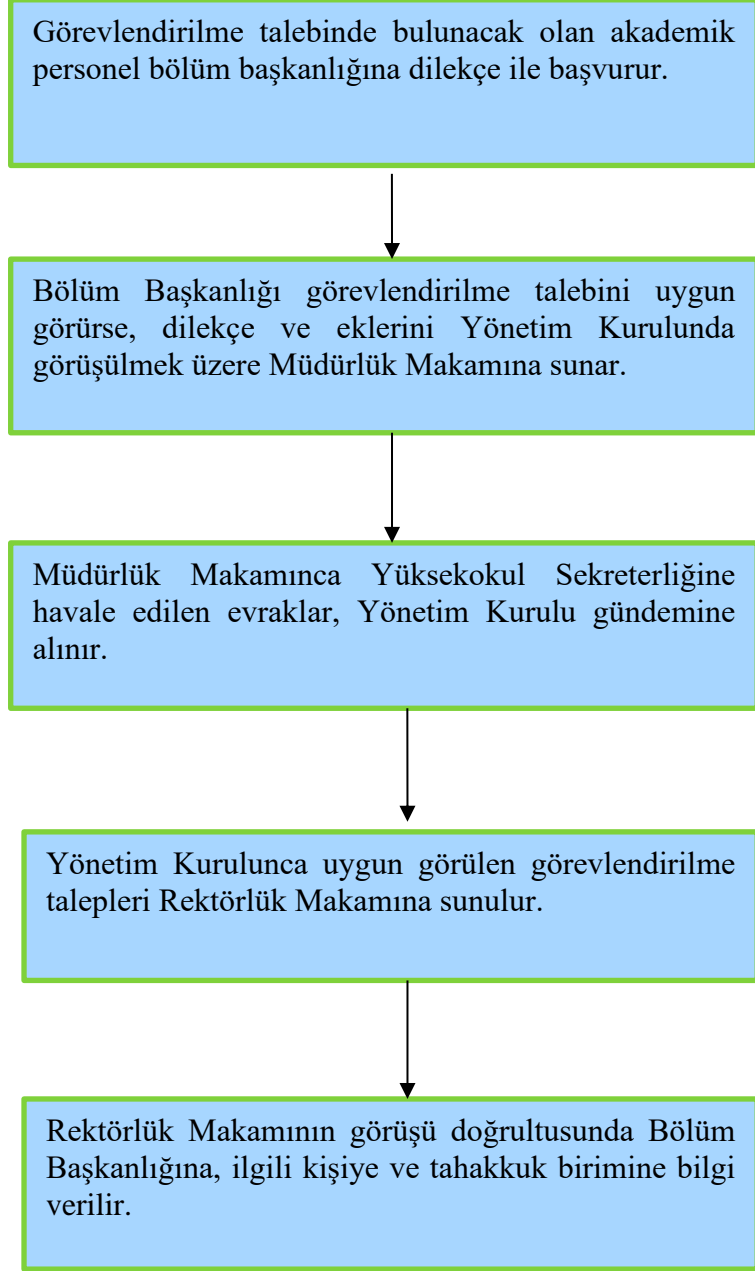 Görevlendirilme talebinde bulunacak olan akademik
personel bölüm başkanlığına dilekçe ile başvurur.
Bölüm Başkanlığı görevlendirilme talebini uygun
görürse, dilekçe ve eklerini Yönetim Kurulunda
görüşülmek üzere Müdürlük Makamına sunar.
Müdürlük Makamınca Yüksekokul Sekreterliğine
havale edilen evraklar, Yönetim Kurulu gündemine
alınır.
Yönetim Kurulunca uygun görülen görevlendirilme
talepleri Rektörlük Makamına sunulur.
Rektörlük Makamının görüşü doğrultusunda Bölüm
Başkanlığına, ilgili kişiye ve tahakkuk birimine bilgi
verilir.